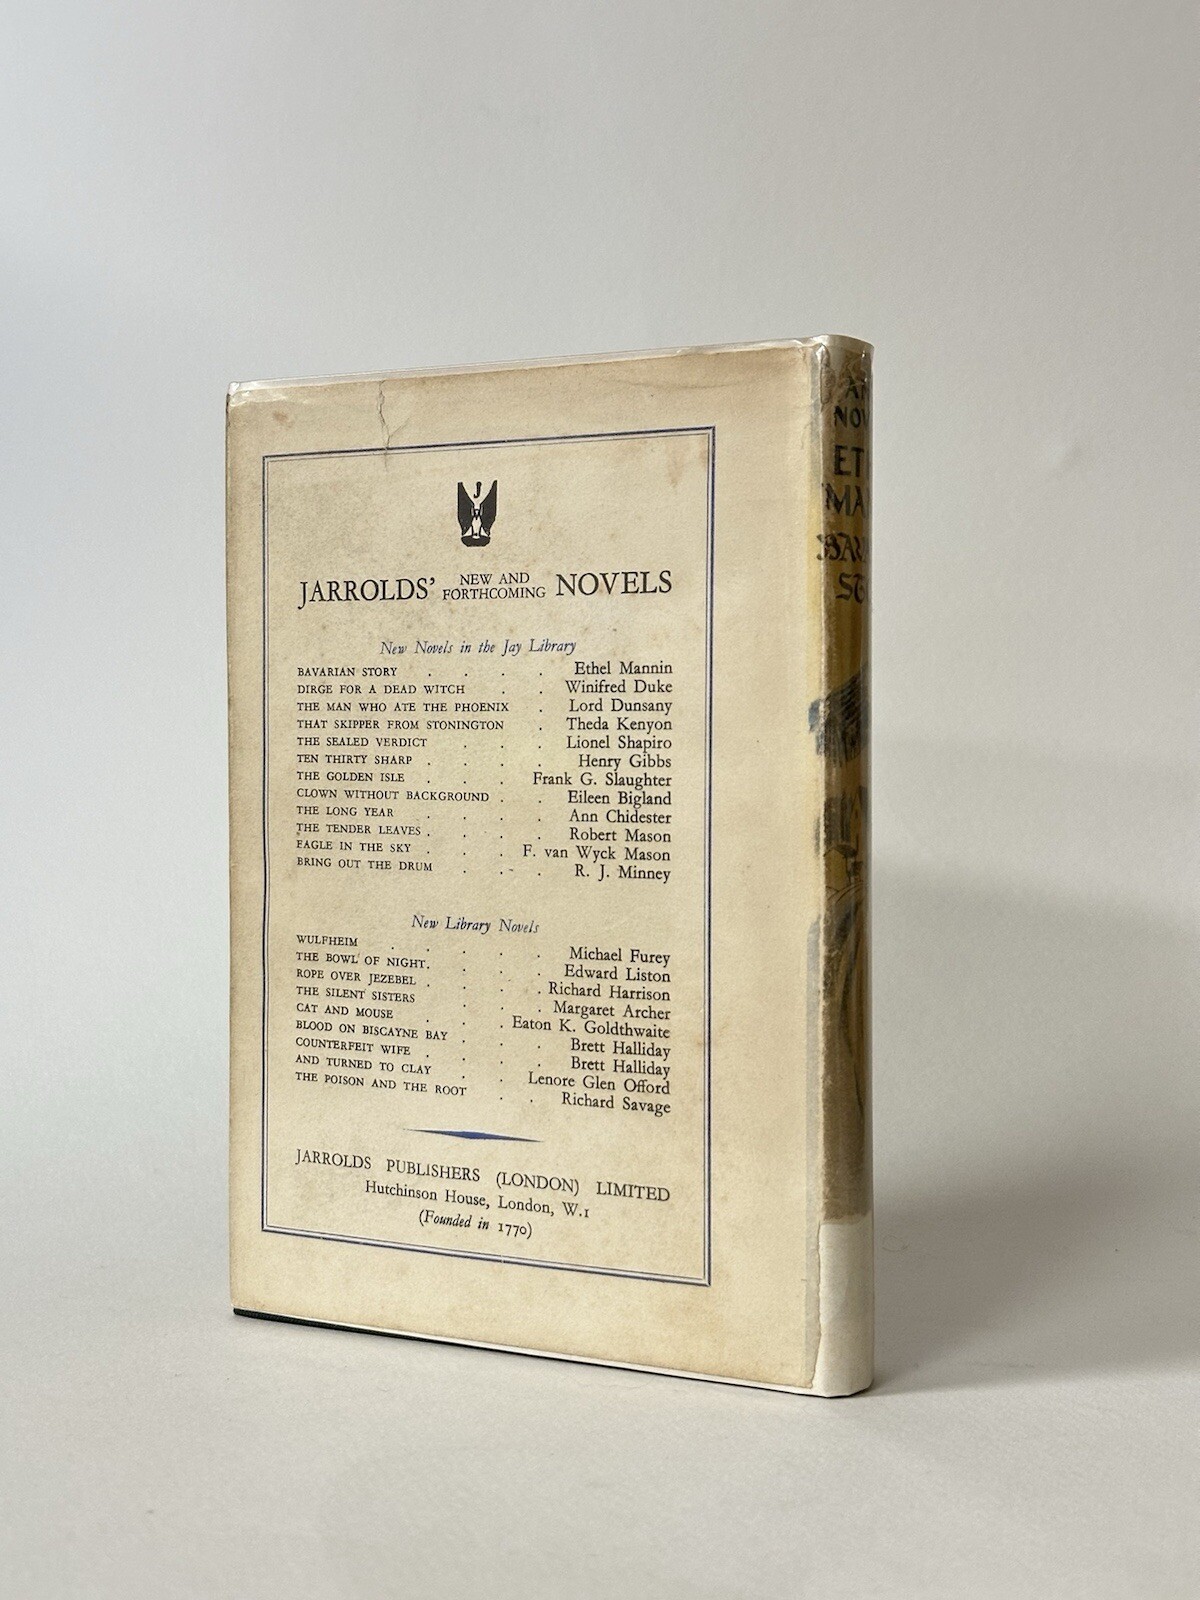 J
JARROLDS' NEW AND FORTHCOMING NOVELS
New Novels in the Jay Library
BAVARIAN STORY . . . . Ethel Mannin
DIRGE FOR A DEAD WITCH . . Winifred Duke
THE MAN WHO ATE THE PHOENIX . Lord Dunsany
THAT SKIPPER FROM STONINGTON . Theda Kenyon
THE SEALED VERDICT . . . Lionel Shapiro
TEN THIRTY SHARP . . . . Henry Gibbs
THE GOLDEN ISLE . . . Frank G. Slaughter
CLOWN WITHOUT BACKGROUND . . Eileen Bigland
THE LONG YEAR . . . . Ann Chidester
THE TENDER LEAVES . . . . Robert Mason
EAGLE IN THE SKY . . . F. van Wyck Mason
BRING OUT THE DRUM . . . R. J. Minney
New Library Novels
WULFHEIM . . . . . Michael Furey
THE BOWL OF NIGHT . . . . Edward Liston
ROPE OVER JEZEBEL . . . Richard Harrison
THE SILENT SISTERS . . . Margaret Archer
CAT AND MOUSE . . . Eaton K. Goldthwaite
BLOOD ON BISCAYNE BAY . . . Brett Halliday
COUNTERFEIT WIFE . . . . Brett Halliday
AND TURNED TO CLAY . . Lenore Glen Offord
THE POISON AND THE ROOT . . Richard Savage
JARROLDS PUBLISHERS (LONDON) LIMITED
Hutchinson House, London, W.1
(Founded in 1770)